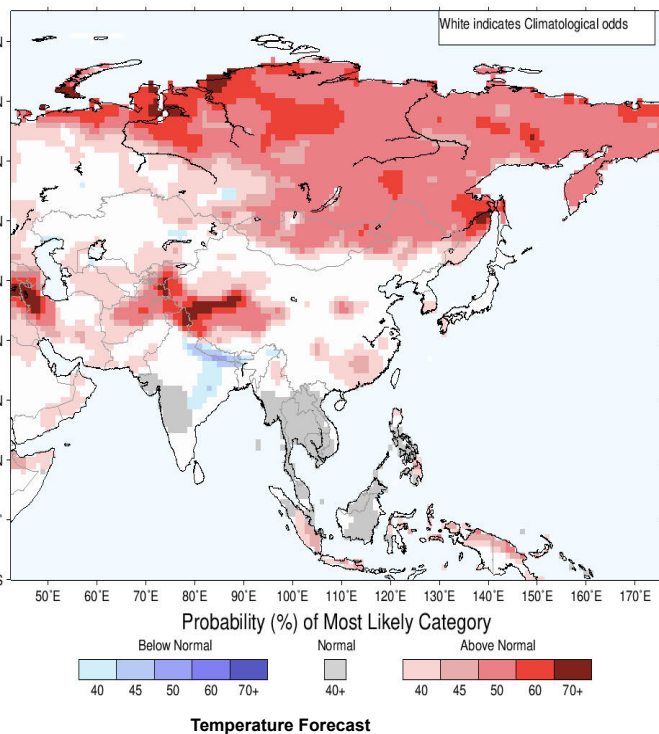 White indicates Climatological odds
N
N
N
N
N
N
N
N
S
S
50°E 60°E 70°E 80°E 90°E 100°E 110°E 120°E 130°E 140°E 150°E 160°E 170°E
Probability (%) of Most Likely Category
Below Normal Normal Above Normal
40 45 50 60 70+ 40+ 40 45 50 60 70+
Temperature Forecast